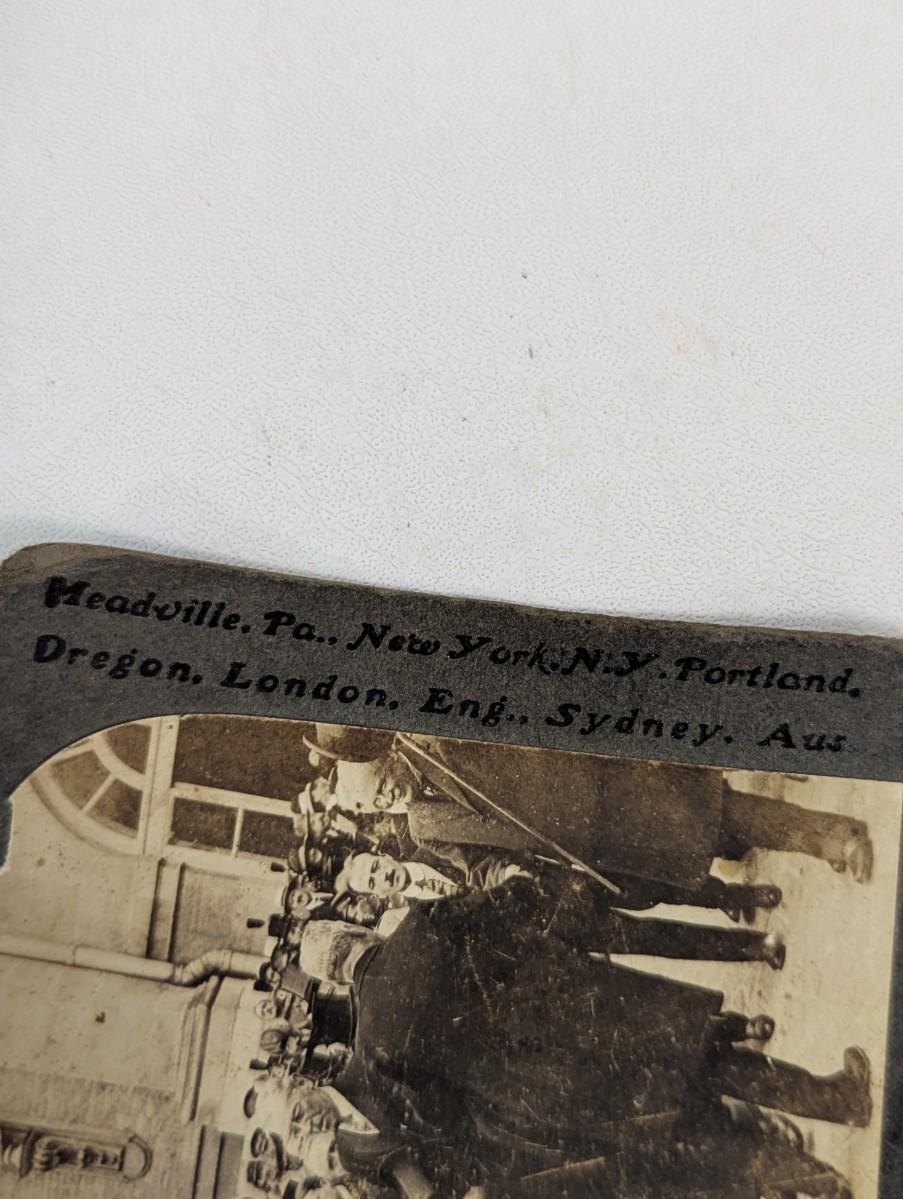 Meadville, Pa., New York, N.Y., Portland,
Oregon, London, Eng., Sydney, Aus